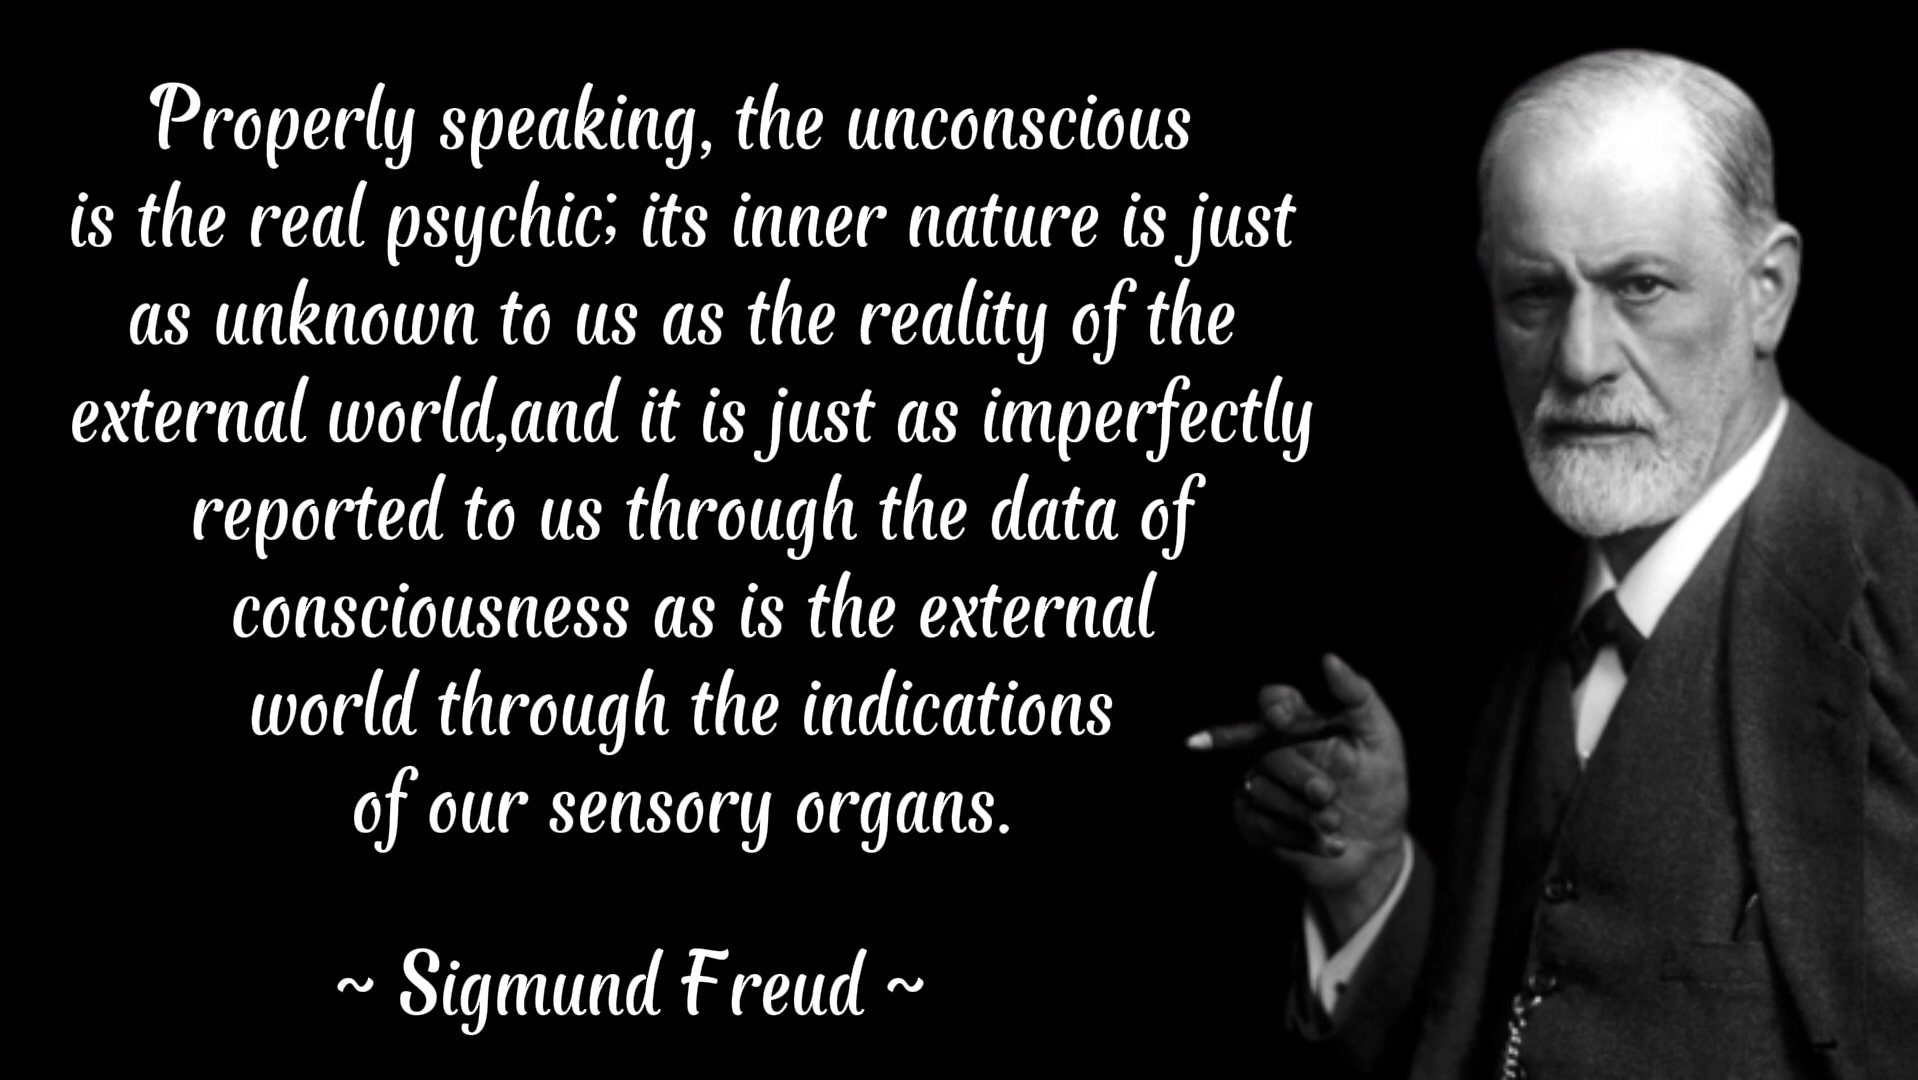 Properly speaking, the unconscious
is the real psychic; its inner nature is just
as unknown to us as the reality of the
external world,and it is just as imperfectly
reported to us through the data of
consciousness as is the external
world through the indications
of our sensory organs.
~ Sigmund Freud ~